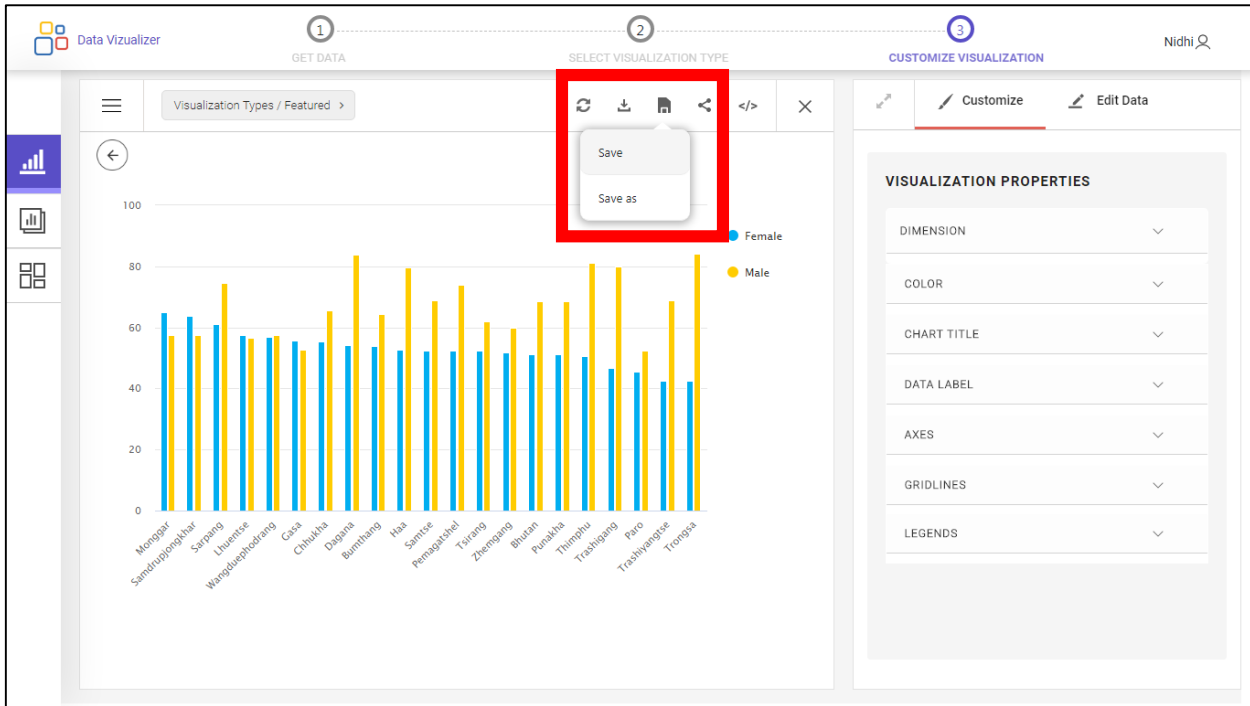 Data Vizualizer
1
GET DATA
2
SELECT VISUALIZATION TYPE
3
CUSTOMIZE VISUALIZATION
Nidhi
Visualization Types / Featured >
</>
Save
Save as
Customize
Edit Data
VISUALIZATION PROPERTIES
DIMENSION
COLOR
CHART TITLE
DATA LABEL
AXES
GRIDLINES
LEGENDS
Female
Male
100
80
60
40
20
0
Monggar
Samdrupjongkhar
Sarpang
Lhuentse
Wangduephodrang
Gasa
Chhukha
Dagana
Bumthang
Haa
Samtse
Pemagatshel
Tsirang
Zhemgang
Bhutan
Punakha
Thimphu
Trashigang
Paro
Trashiyangtse
Trongsa